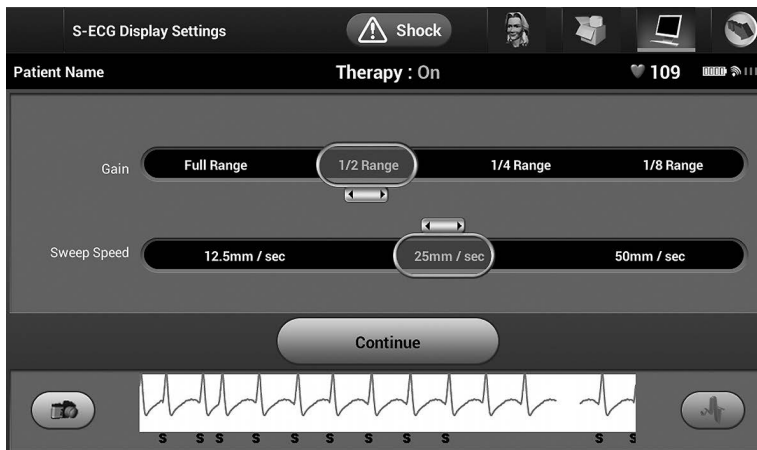 S-ECG Display Settings Shock
Patient Name Therapy : On 109
Gain Full Range 1/2 Range 1/4 Range 1/8 Range
Sweep Speed 12.5mm / sec 25mm / sec 50mm / sec
Continue
S S S S S S S S S S S S